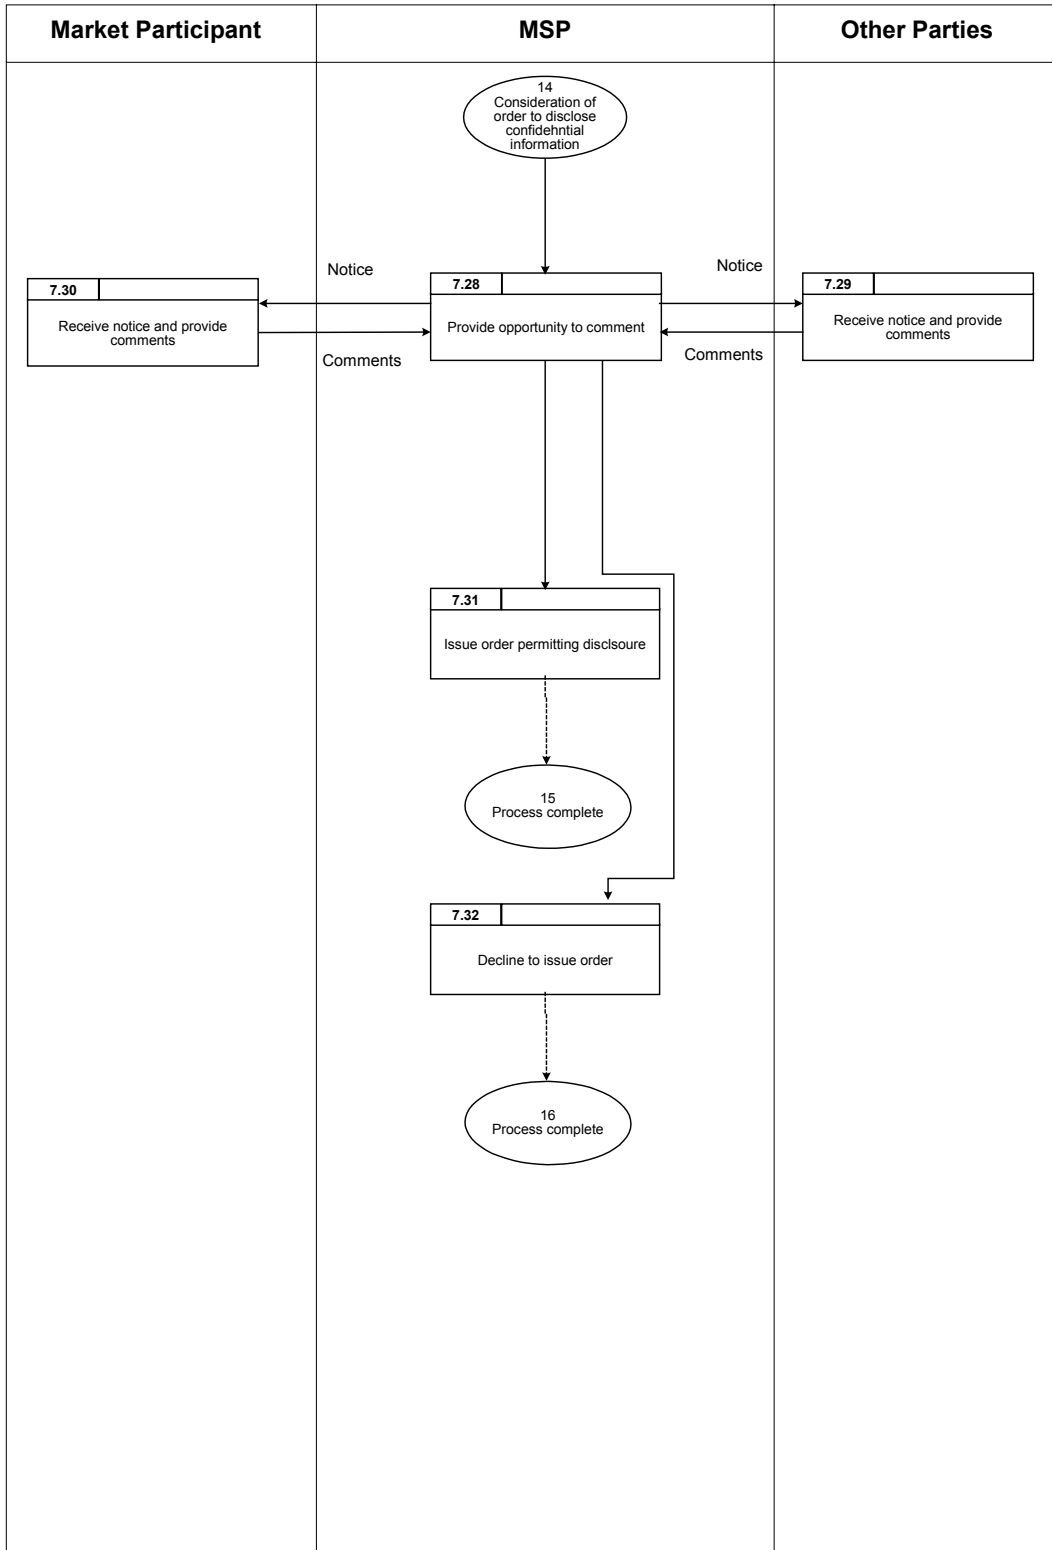 Market Participant
MSP
Other Parties
14
Consideration of
order to disclose
confidehntial
information
Notice
Notice
7.30
Receive notice and provide
comments
7.28
Provide opportunity to comment
7.29
Receive notice and provide
comments
Comments
Comments
7.31
Issue order permitting disclsoure
15
Process complete
7.32
Decline to issue order
16
Process complete